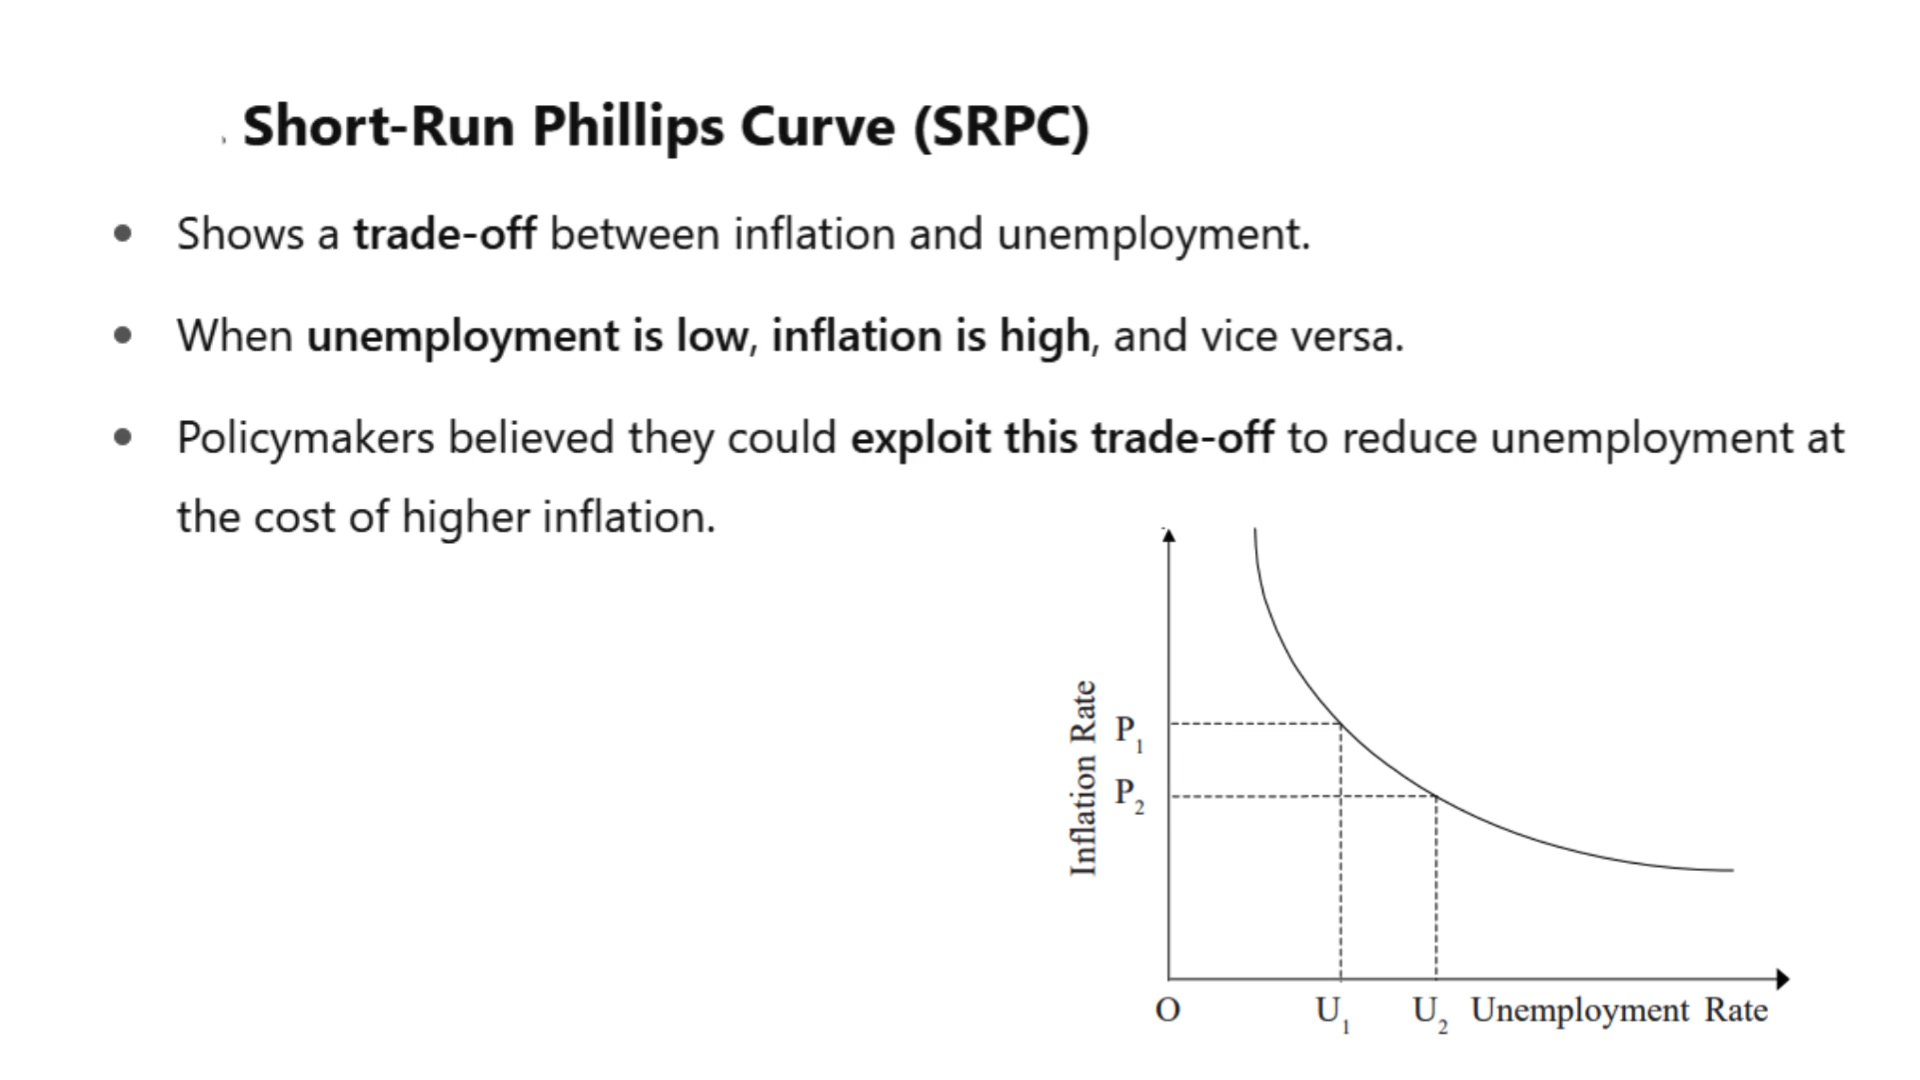 Short-Run Phillips Curve (SRPC)
• Shows a trade-off between inflation and unemployment.
• When unemployment is low, inflation is high, and vice versa.
• Policymakers believed they could exploit this trade-off to reduce unemployment at
the cost of higher inflation.
Inflation Rate
P1
P2
O U1 U2 Unemployment Rate